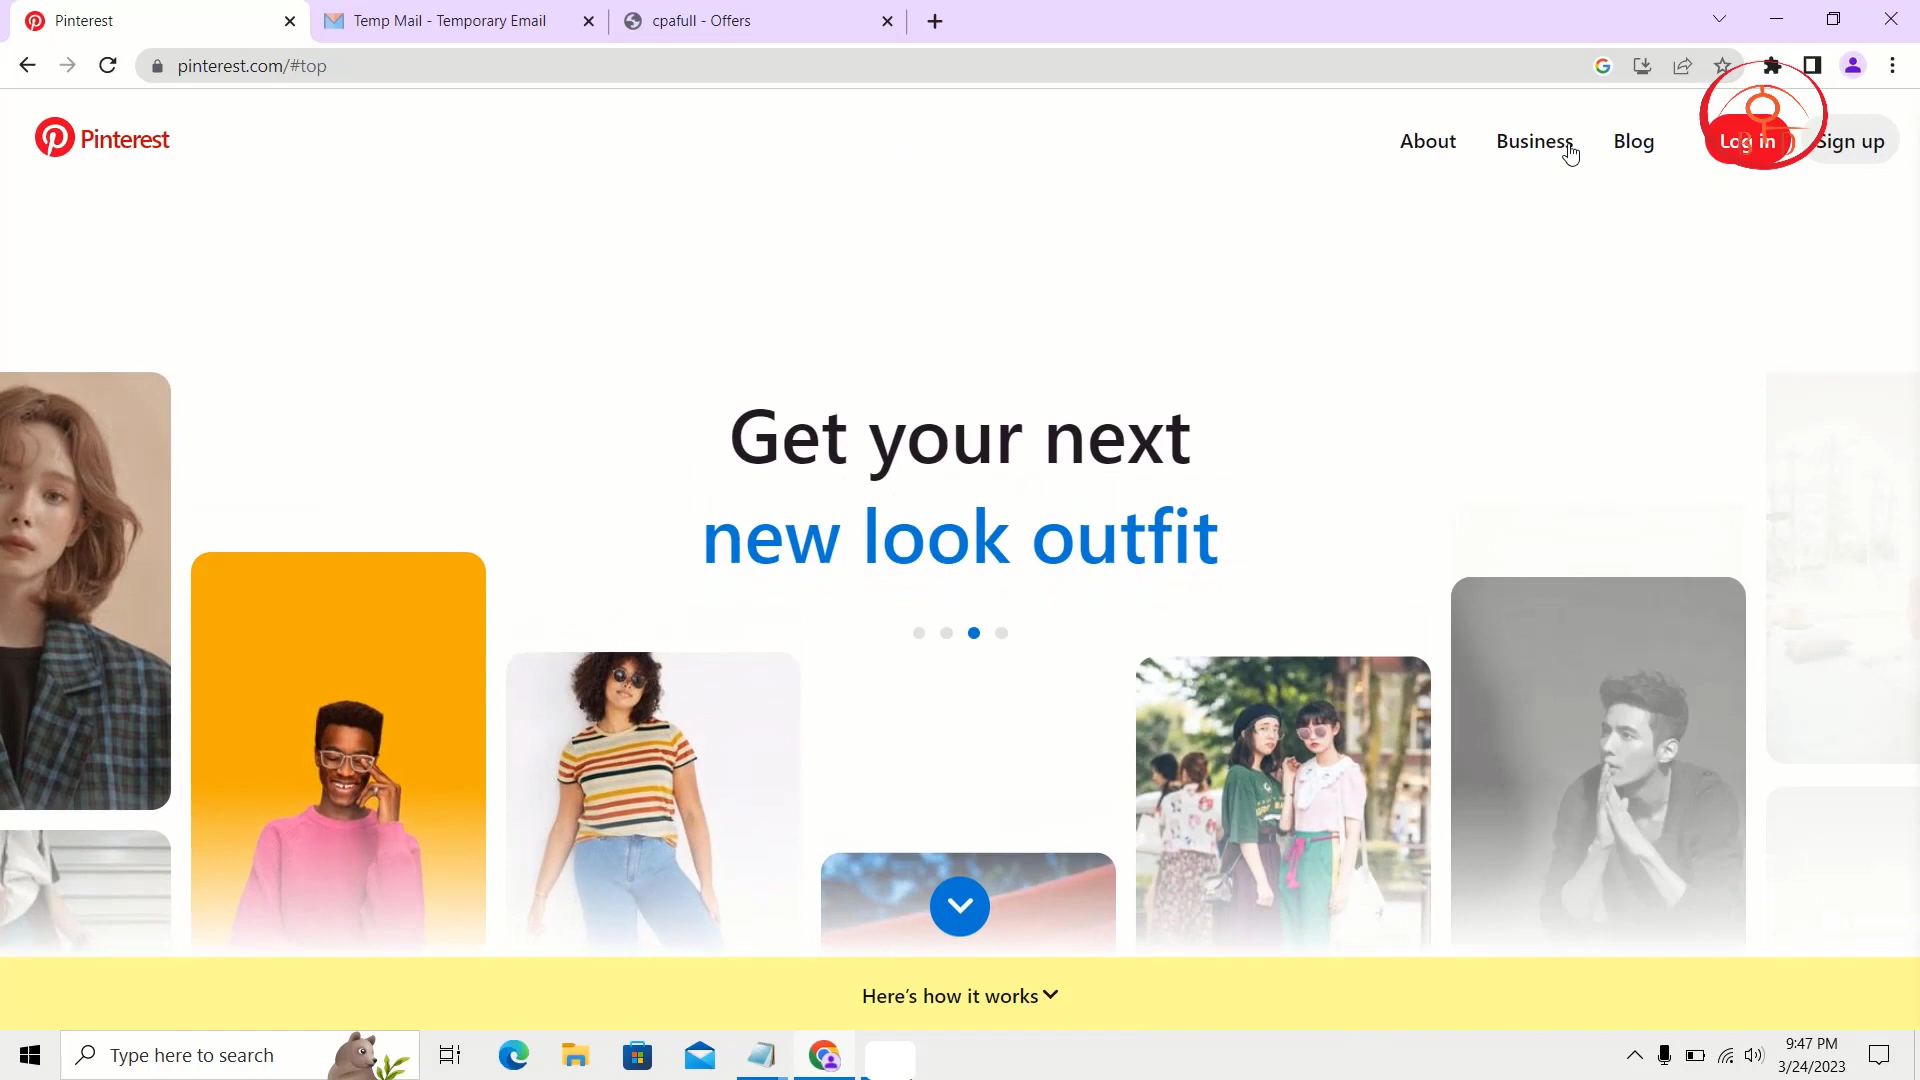 Pinterest
Temp Mail - Temporary Email
cpafull - Offers
pinterest.com/#top
Pinterest
About
Business
Blog
Log in
Sign up
Get your next
new look outfit
Here's how it works
Type here to search
9:47 PM
3/24/2023